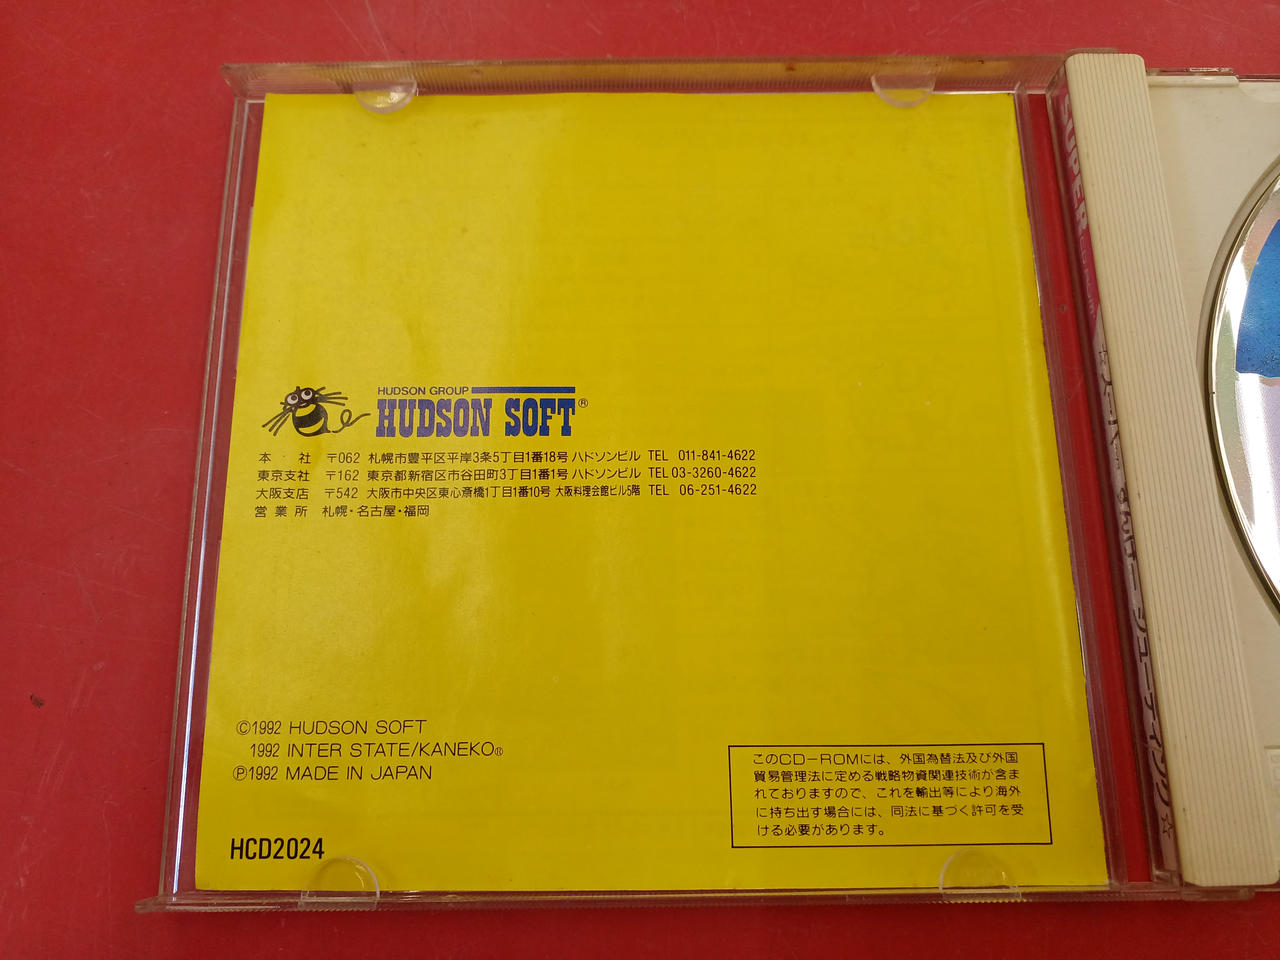 HUDSON GROUP
HUDSON SOFT®
本 社 〒062 札幌市豊平区平岸3条5丁目1番18号 ハドソンビル TEL 011-841-4622
東京支社 〒162 東京都新宿区市谷田町3丁目1番1号 ハドソンビル TEL 03-3260-4622
大阪支店 〒542 大阪市中央区東心斎橋1丁目1番10号 大阪料理会館ビル5階 TEL 06-251-4622
営業所 札幌・名古屋・福岡
©1992 HUDSON SOFT
1992 INTER STATE/KANEKO®
Ⓟ1992 MADE IN JAPAN
HCD2024
このCD-ROMには、外国為替法及び外国
貿易管理法に定める戦略物資関連技術が含ま
れておりますので、これを輸出等により海外
に持ち出す場合には、同法に基づく許可を受
ける必要があります。
SUPER